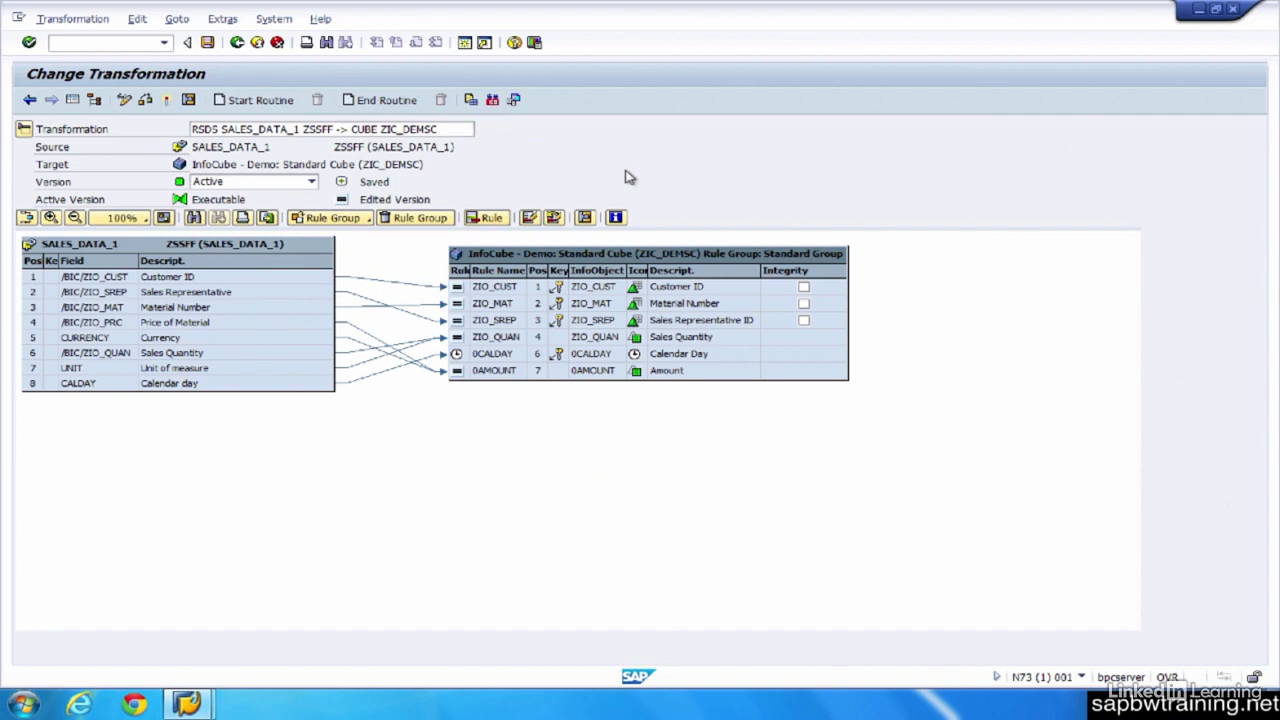 Transformation Edit Goto Extras System Help
Change Transformation
Start Routine End Routine
Transformation RSDS SALES_DATA_1 ZSSFF -> CUBE ZIC_DEMSC
Source SALES_DATA_1 ZSSFF (SALES_DATA_1)
Target InfoCube - Demo: Standard Cube (ZIC_DEMSC)
Version Active Saved
Active Version Executable Edited Version
100% Rule Group Rule Group Rule
SALES_DATA_1 ZSSFF (SALES_DATA_1)
Pos Ke Field Descript.
1 /BIC/ZIO_CUST Customer ID
2 /BIC/ZIO_SREP Sales Representative
3 /BIC/ZIO_MAT Material Number
4 /BIC/ZIO_PRC Price of Material
5 CURRENCY Currency
6 /BIC/ZIO_QUAN Sales Quantity
7 UNIT Unit of measure
8 CALDAY Calendar day
InfoCube - Demo: Standard Cube (ZIC_DEMSC) Rule Group: Standard Group
Rule Name Pos Key InfoObject Icon Descript. Integrity
ZIO_CUST 1 ZIO_CUST Customer ID
ZIO_MAT 2 ZIO_MAT Material Number
ZIO_SREP 3 ZIO_SREP Sales Representative ID
ZIO_QUAN 4 ZIO_QUAN Sales Quantity
0CALDAY 6 0CALDAY Calendar Day
0AMOUNT 7 0AMOUNT Amount
SAP
N73 (1) 001 bpcserver OVR
LinkedIn Learning
sapbwtraining.net